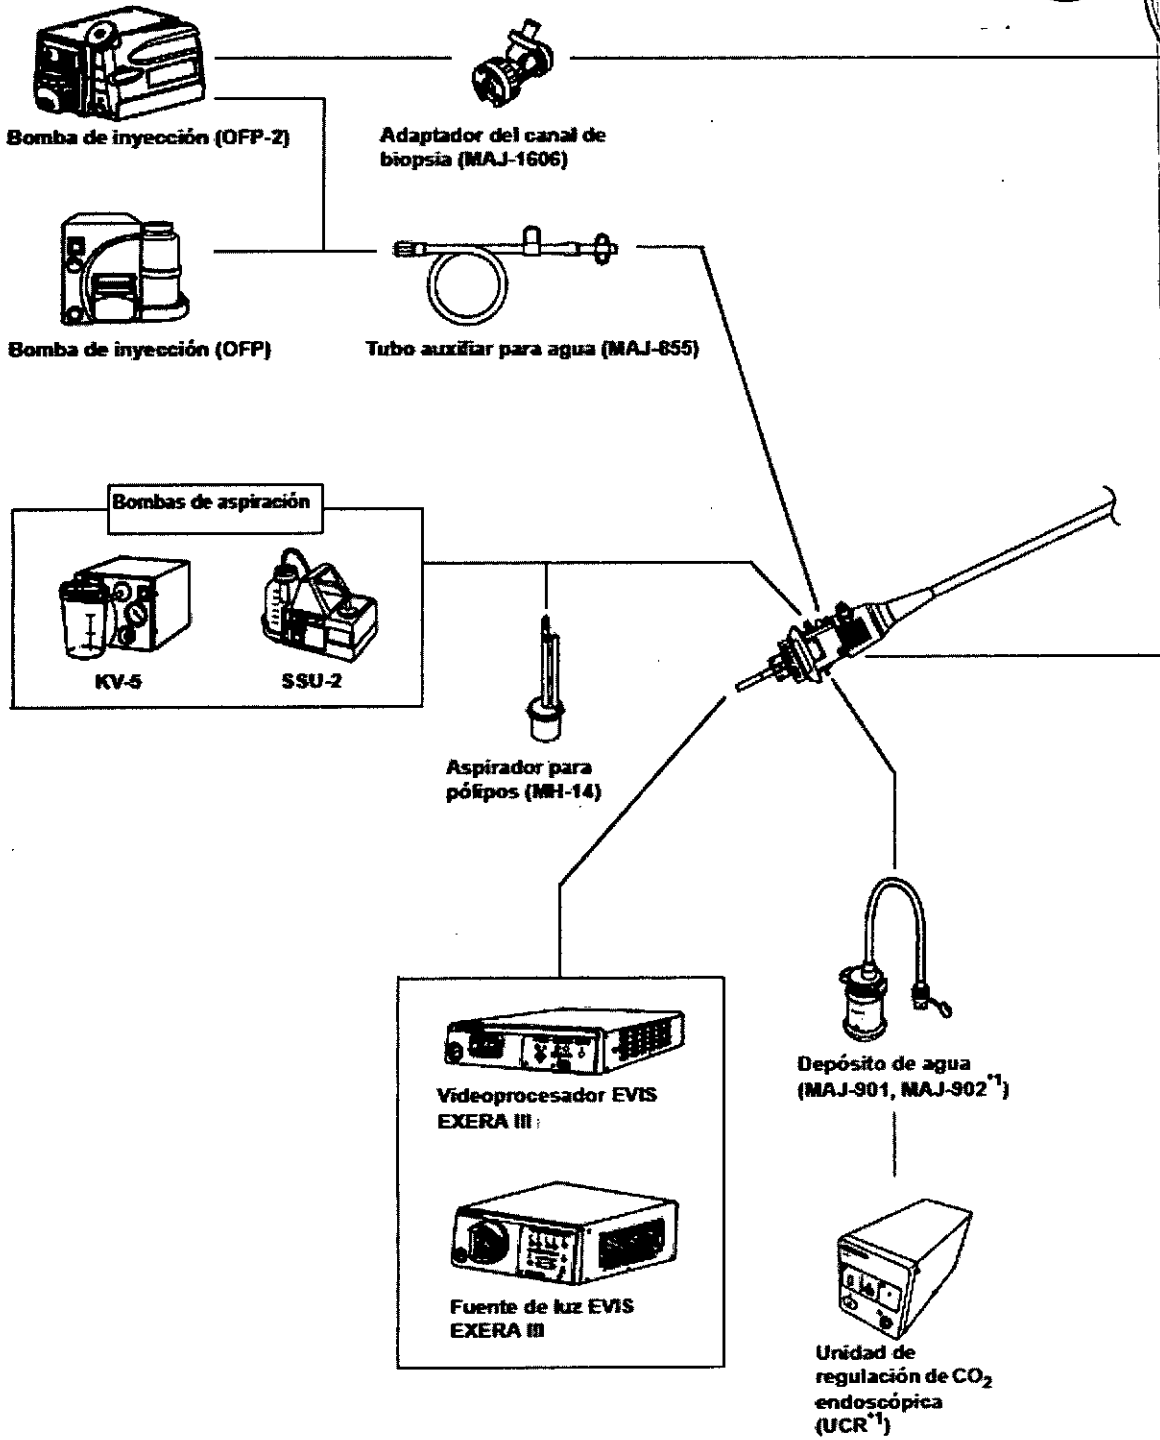 Bomba de inyección (OFP-2)
Adaptador del canal de
biopsia (MAJ-1606)
Bomba de inyección (OFP)
Tubo auxiliar para agua (MAJ-855)
Bombas de aspiración
KV-5
SSU-2
Aspirador para
pólipos (MH-14)
Depósito de agua
(MAJ-901, MAJ-902*1)
Videoprocesador EVIS
EXERA III
Fuente de luz EVIS
EXERA III
Unidad de
regulación de CO2
endoscópica
(UCR*1)